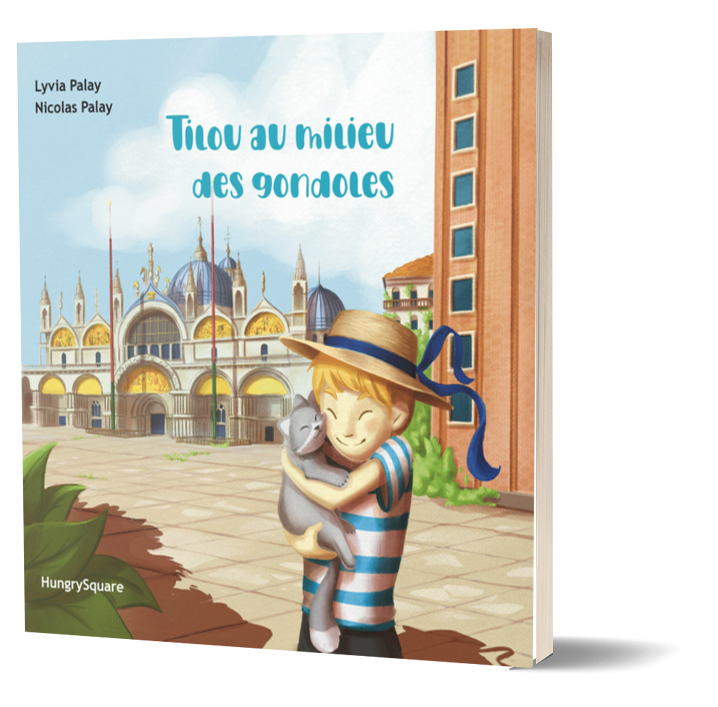 Lyvia Palay
Nicolas Palay
Tilou au milieu
des gondoles
HungrySquare